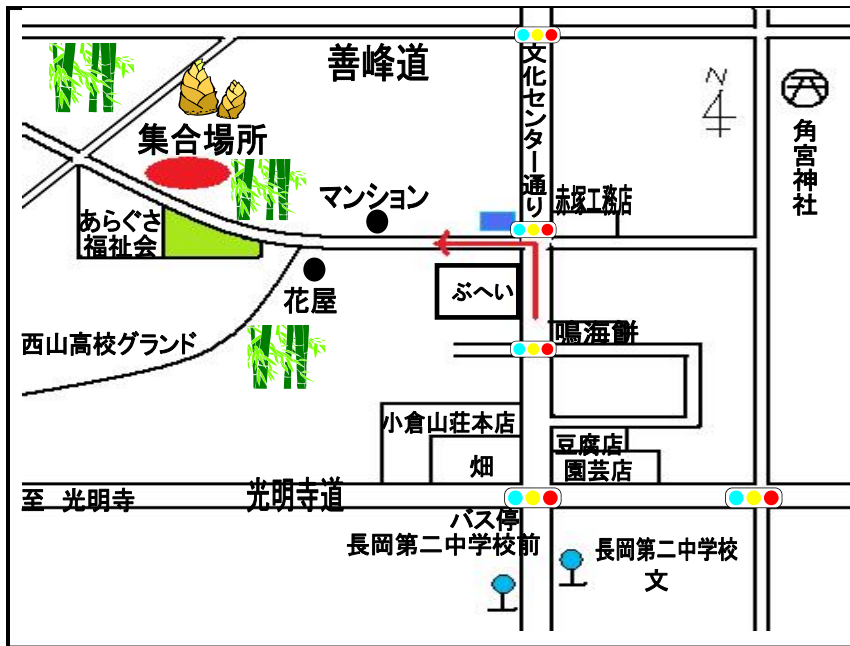 善峰道
文化センター通り
N
角宮神社
集合場所
マンション
赤塚工務店
あらぐさ
福祉会
花屋
ぶへい
鳴海餅
西山高校グランド
小倉山荘本店
畑
豆腐店
園芸店
至 光明寺
光明寺道
バス停
長岡第二中学校前
長岡第二中学校
文